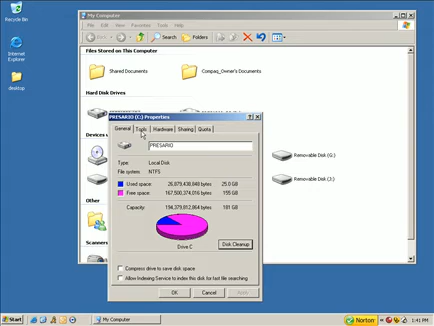 Recycle Bin
Internet
Explorer
desktop
My Computer
File
Edit
View
Favorites
Tools
Help
Back
Search
Folders
Files Stored on This Computer
Shared Documents
Compaq_Owner's Documents
Hard Disk Drives
Devices
Removable Disk (G:)
Removable Disk (J:)
Other
Scanners
PRESARIO (C:) Properties
General
Tools
Hardware
Sharing
Quota
PRESARIO
Type:
Local Disk
File system:
NTFS
Used space:
26,879,438,848 bytes
25.0 GB
Free space:
167,500,374,016 bytes
155 GB
Capacity:
194,379,812,864 bytes
181 GB
Drive C
Disk Cleanup
Compress drive to save disk space
Allow Indexing Service to index this disk for fast file searching
OK
Cancel
Apply
Start
My Computer
Norton
1:41 PM